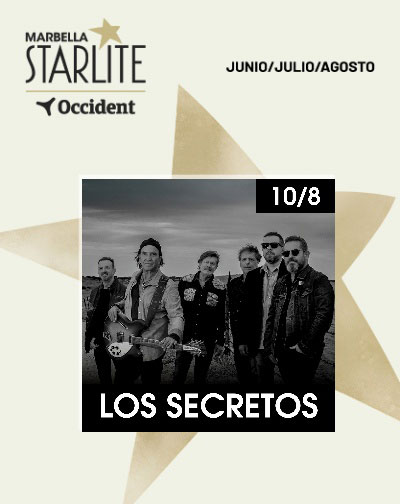 MARBELLA
STARLITE
Occident
JUNIO/JULIO/AGOSTO
10/8
LOS SECRETOS